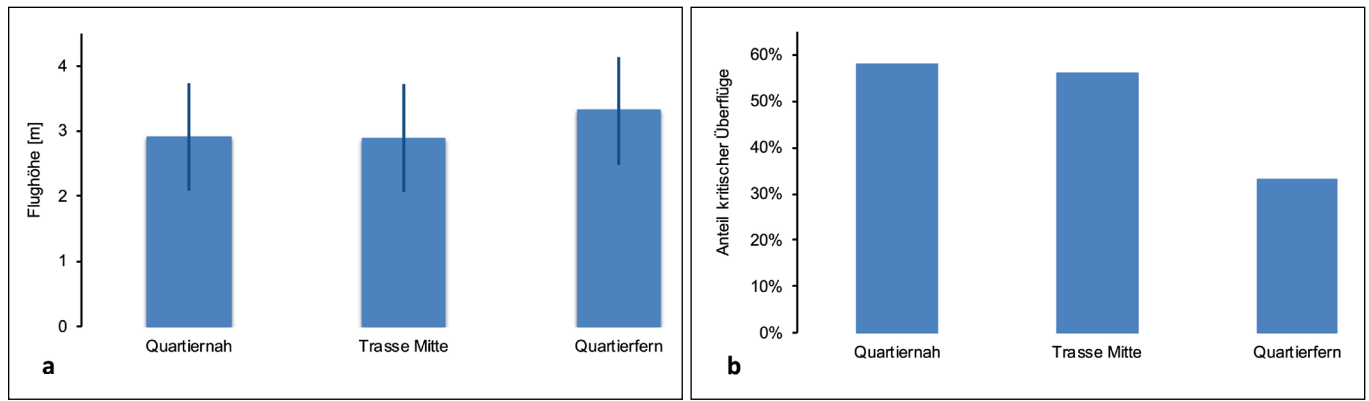 Flughöhe [m]
4
3
2
1
0
Quartiernah Trasse Mitte Quartierfern
a
Anteil kritischer Überflüge
60%
50%
40%
30%
20%
10%
0%
Quartiernah Trasse Mitte Quartierfern
b